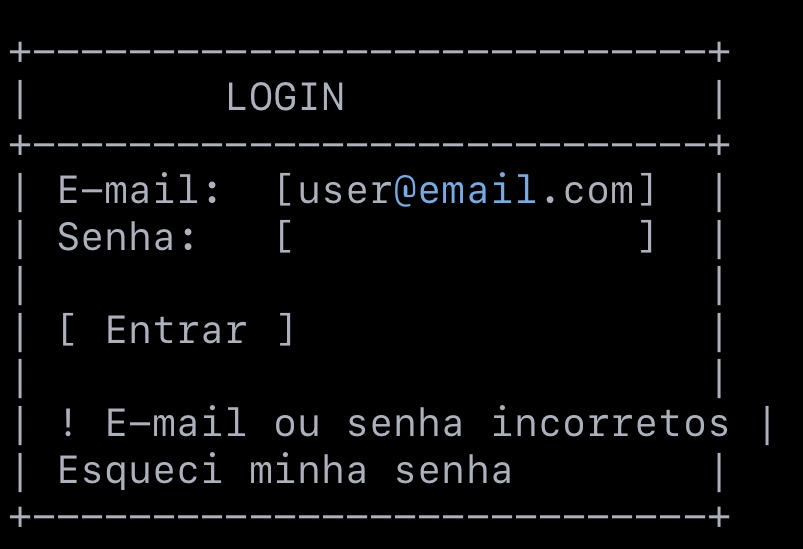 +----------------------------+
|        LOGIN               |
+----------------------------+
| E-mail:  [user@email.com]  |
| Senha:   [              ]  |
|                            |
| [ Entrar ]                 |
|                            |
| ! E-mail ou senha incorretos |
| Esqueci minha senha        |
+----------------------------+